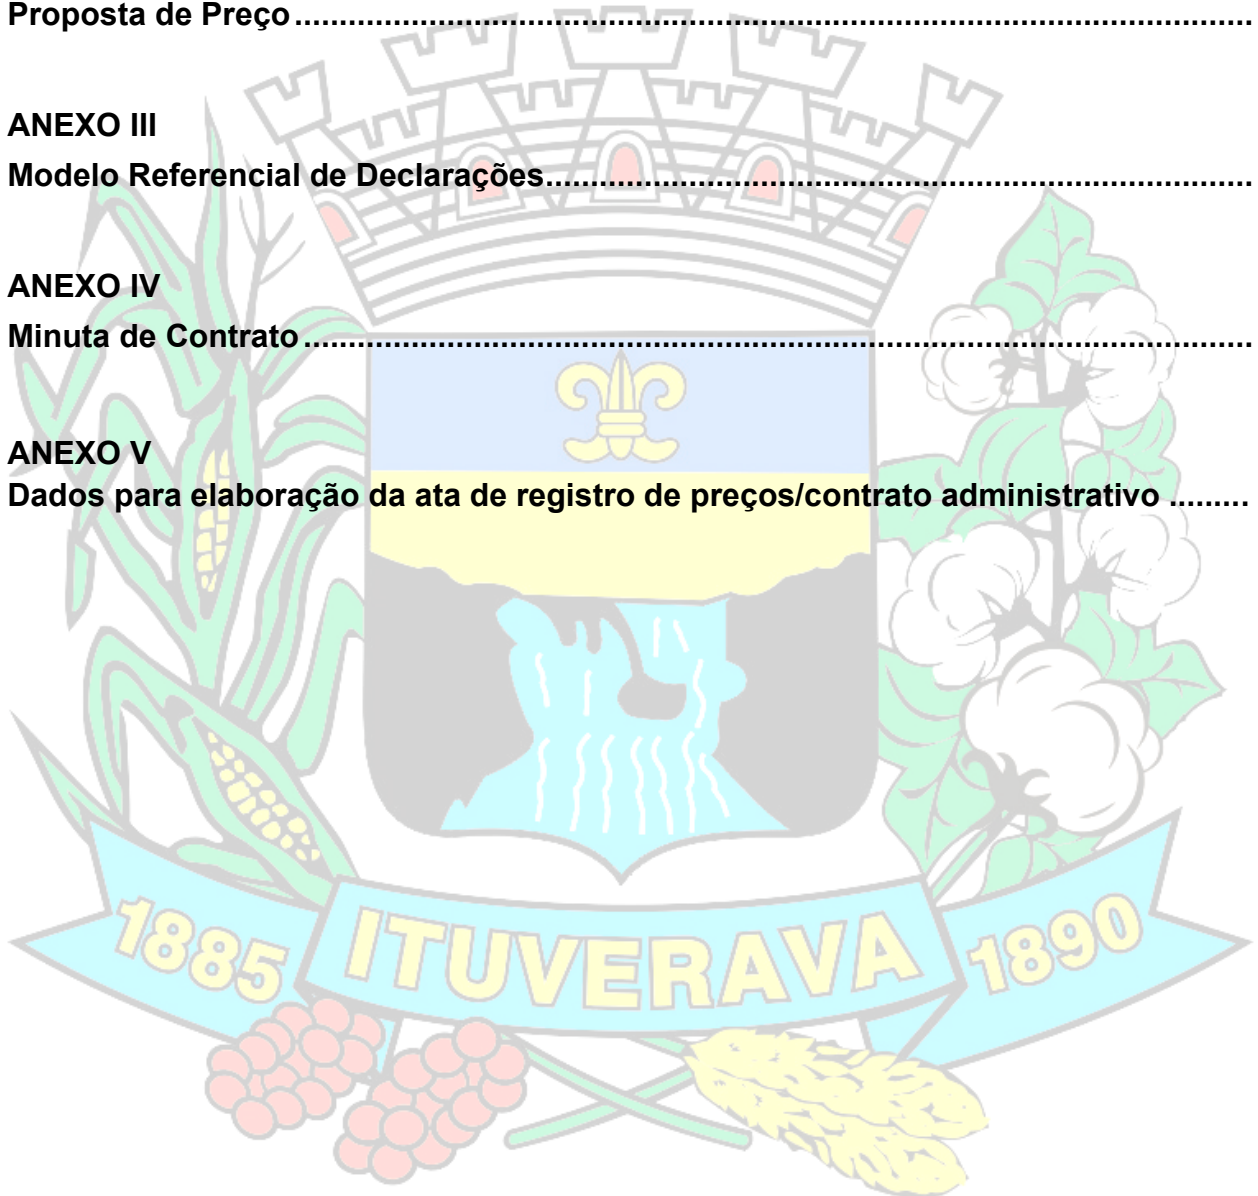 Proposta de Preço..............................................................................................................
ANEXO III
Modelo Referencial de Declarações...............................................................................
ANEXO IV
Minuta de Contrato..........................................................................................................
ANEXO V
Dados para elaboração da ata de registro de preços/contrato administrativo .........
1885 ITUVERAVA 1890